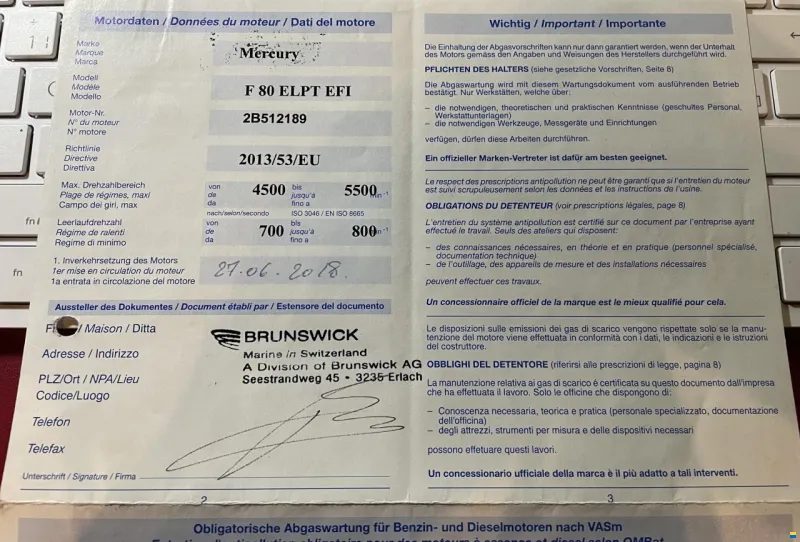 Motordaten / Données du moteur / Dati del motore
Marke
Marque
Marca
Mercury
Modell
Modèle
Modello
F 80 ELPT EFI
Motor-Nr.
N° du moteur
N° motore
2B512189
Richtlinie
Directive
Direttiva
2013/53/EU
Max. Drehzahlbereich
Plage de régimes, maxi
Campo dei giri, max
von
de
da
4500
bis
jusqu'à
fino a
5500
min⁻¹
nach/selon/secondo ISO 3046 / EN ISO 8665
Leerlaufdrehzahl
Régime de ralenti
Regime di minimo
von
de
da
700
bis
jusqu'à
fino a
800
min⁻¹
1. Inverkehrsetzung des Motors
1er mise en circulation du moteur
1a entrata in circolazione del motore
27.06.2018.
Aussteller des Dokumentes / Document établi par / Estensore del documento
/ Maison / Ditta
Adresse / Indirizzo
PLZ/Ort / NPA/Lieu
Codice/Luogo
Telefon
Telefax
BRUNSWICK
Marine in Switzerland
A Division of Brunswick AG
Seestrandweg 45 • 3235 Erlach
Unterschrift / Signature / Firma
2
Wichtig / Important / Importante
Die Einhaltung der Abgasvorschriften kann nur dann garantiert werden, wenn der Unterhalt
des Motors gemäss den Angaben und Weisungen des Herstellers durchgeführt wird.
PFLICHTEN DES HALTERS (siehe gesetzliche Vorschriften, Seite 8)
Die Abgaswartung wird mit diesem Wartungsdokument vom ausführenden Betrieb
bestätigt. Nur Werkstätten, welche über:
– die notwendigen, theoretischen und praktischen Kenntnisse (geschultes Personal,
Werkstattunterlagen)
– die notwendigen Werkzeuge, Messgeräte und Einrichtungen
verfügen, dürfen diese Arbeiten durchführen.
Ein offizieller Marken-Vertreter ist dafür am besten geeignet.
Le respect des prescriptions antipollution ne peut être garanti que si l'entretien du moteur
est suivi scrupuleusement selon les données et les instructions de l'usine.
OBLIGATIONS DU DETENTEUR (voir prescriptions légales, page 8)
L'entretien du système antipollution est certifié sur ce document par l'entreprise ayant
effectué le travail. Seuls des ateliers qui disposent:
– des connaissances nécessaires, en théorie et en pratique (personnel spécialisé,
documentation technique)
– de l'outillage, des appareils de mesure et des installations nécessaires
peuvent effectuer ces travaux.
Un concessionnaire officiel de la marque est le mieux qualifié pour cela.
Le disposizioni sulle emissioni dei gas di scarico vengono rispettate solo se la manu-
tenzione del motore viene effettuata in conformità con i dati, le indicazioni e le istruzioni
del costruttore.
OBBLIGHI DEL DETENTORE (riferirsi alle prescrizioni di legge, pagina 8)
La manutenzione relativa ai gas di scarico è certificata su questo documento dall'impresa
che ha effettuata il lavoro. Solo le officine che dispongono di:
– Conoscenza necessaria, teorica e pratica (personale specializzato, documentazione
dell'officina)
– degli attrezzi, strumenti per misura e delle dispositivi necessari
possono effetuare questi lavori.
Un concessionario ufficiale della marca è il più adatto a tali interventi.
3
Obligatorische Abgaswartung für Benzin- und Dieselmotoren nach VASm
fn
fn